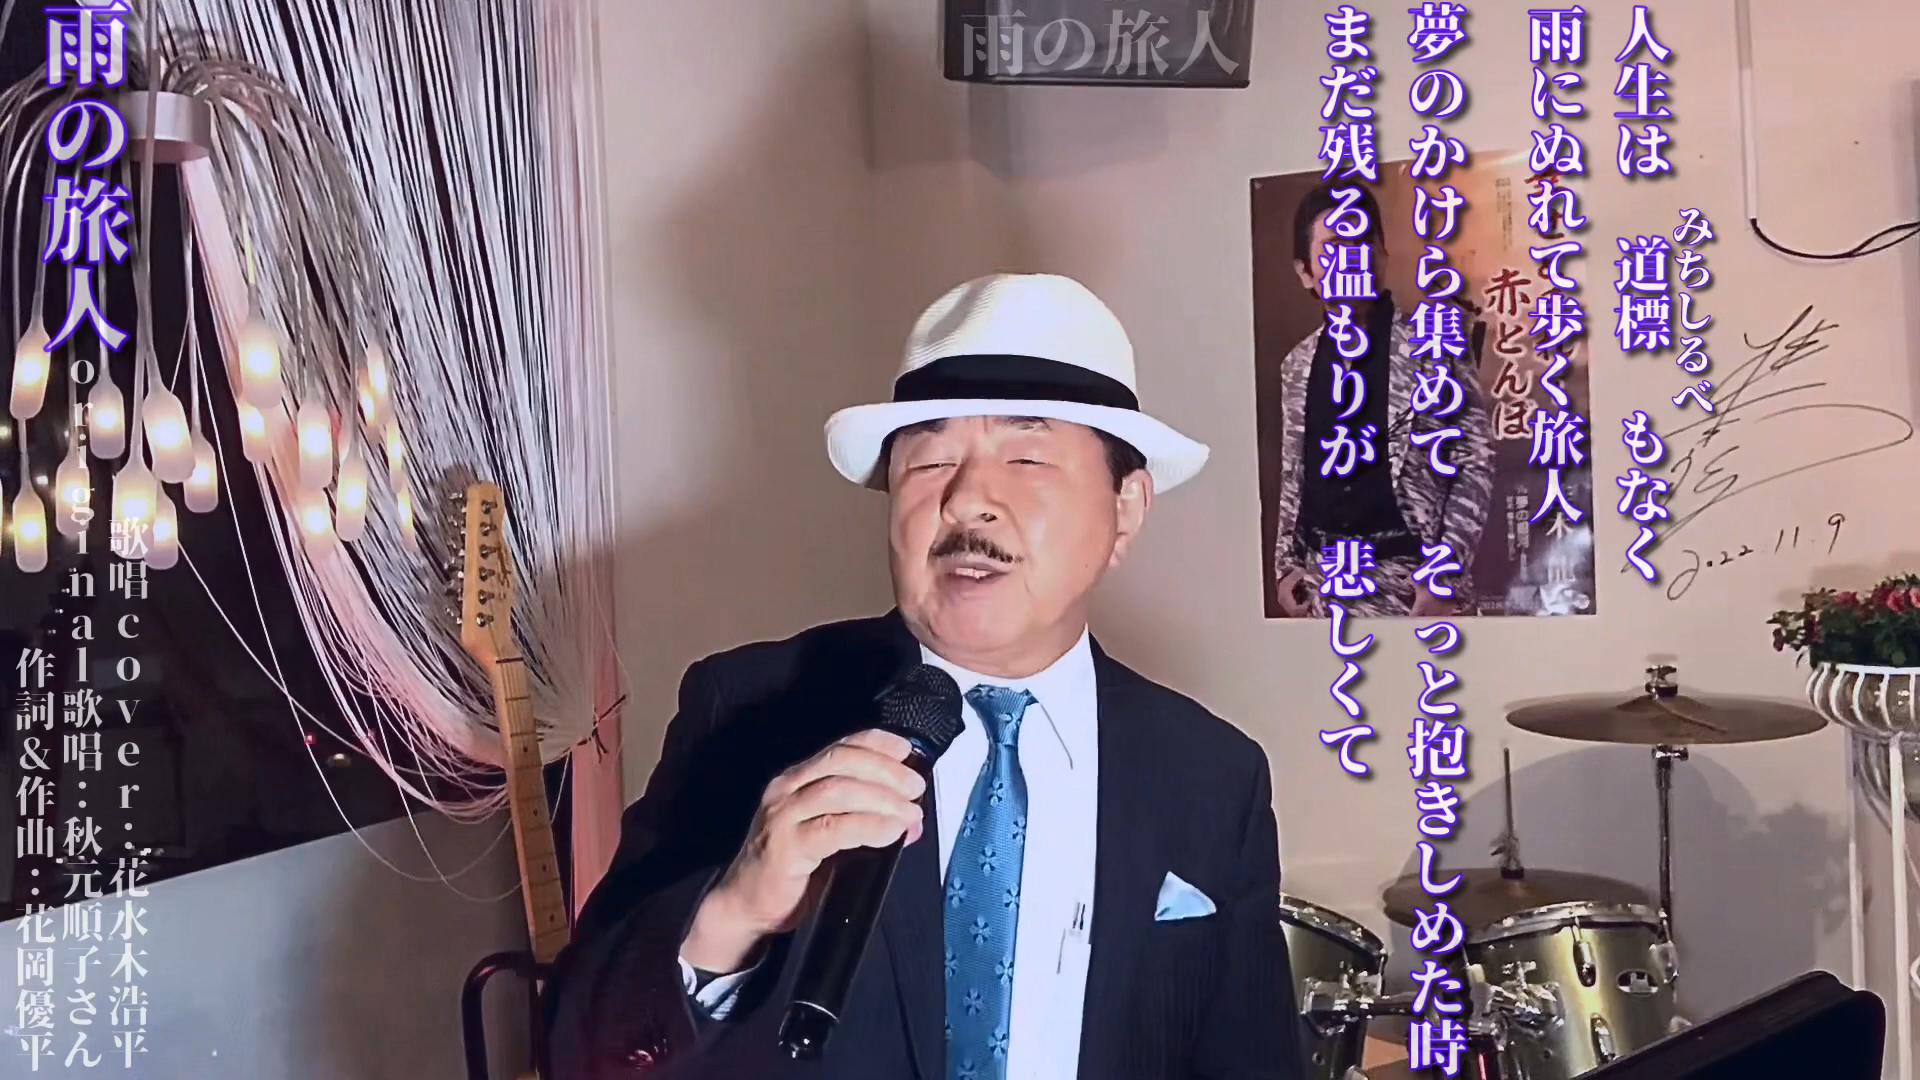 人生は 道標 もなく
みちしるべ
雨にぬれて歩く旅人
夢のかけら集めて そっと抱きしめた時
まだ残る温もりが 悲しくて
雨の旅人
雨の旅人
歌唱cover:花水木浩平
original歌唱:秋元順子さん
作詞&作曲:花岡優平
赤とんぼ
2022.11.9